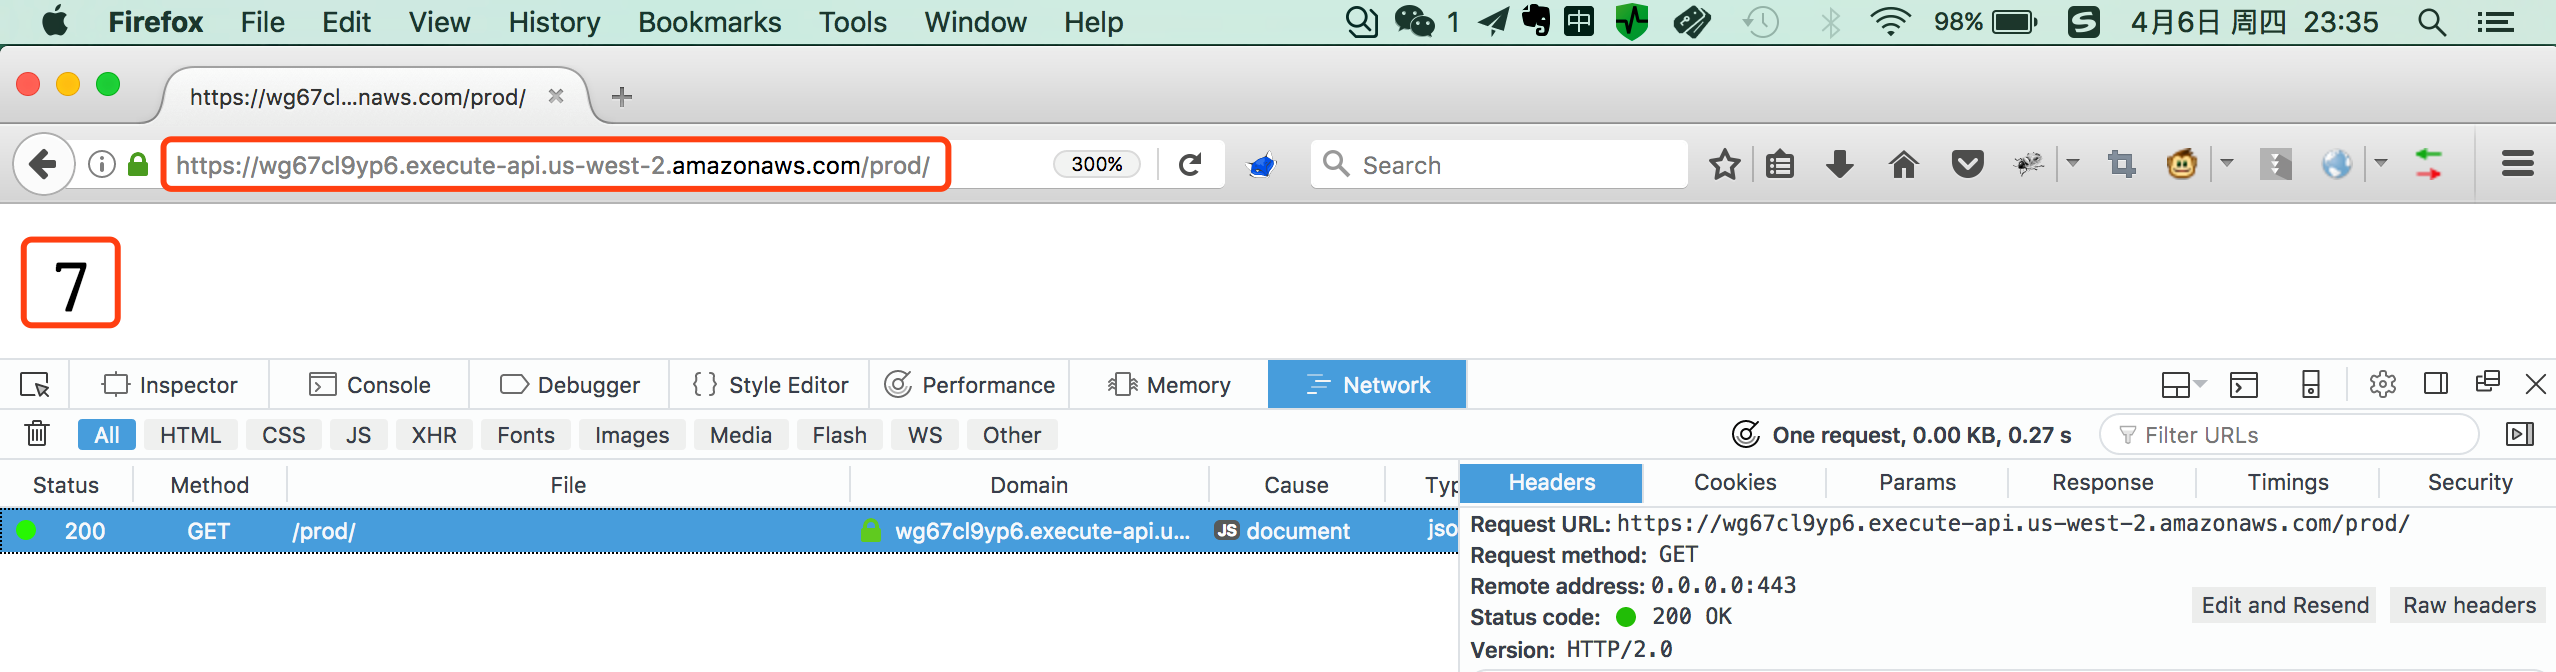 Firefox File Edit View History Bookmarks Tools Window Help 1 中 98% 4月6日 周四 23:35
https://wg67cl...naws.com/prod/
https://wg67cl9yp6.execute-api.us-west-2.amazonaws.com/prod/ 300% Search
7
Inspector Console Debugger { } Style Editor Performance Memory Network
All HTML CSS JS XHR Fonts Images Media Flash WS Other One request, 0.00 KB, 0.27 s Filter URLs
Status Method File Domain Cause Typ Headers Cookies Params Response Timings Security
200 GET /prod/ wg67cl9yp6.execute-api.u... JS document jso
Request URL: https://wg67cl9yp6.execute-api.us-west-2.amazonaws.com/prod/
Request method: GET
Remote address: 0.0.0.0:443
Status code: 200 OK
Edit and Resend Raw headers
Version: HTTP/2.0